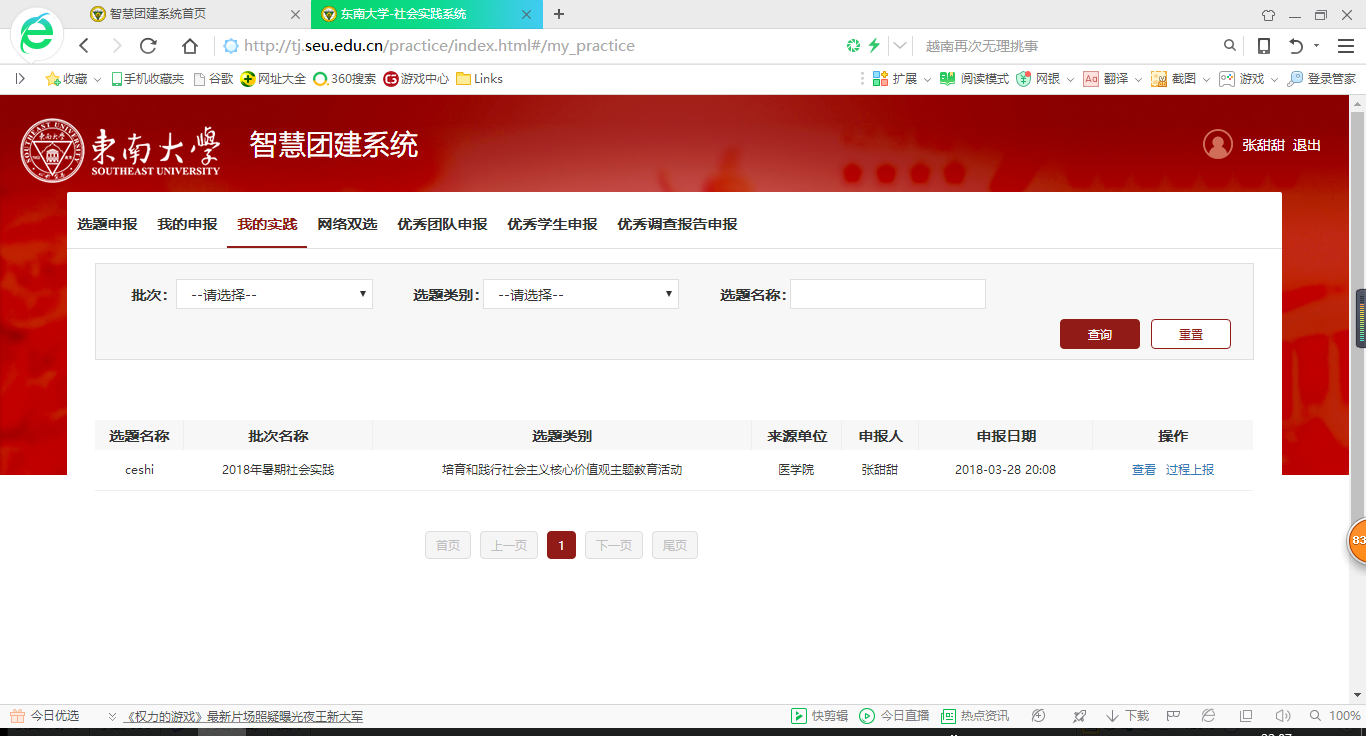 智慧团建系统首页
东南大学-社会实践系统
http://tj.seu.edu.cn/practice/index.html#/my_practice
越南再次无理挑事
收藏 手机收藏夹 谷歌 网址大全 360搜索 游戏中心 Links 扩展 阅读模式 网银 Aあ 翻译 截图 游戏 登录管家
東南大學
SOUTHEAST UNIVERSITY
智慧团建系统
张甜甜 退出
选题申报 我的申报 我的实践 网络双选 优秀团队申报 优秀学生申报 优秀调查报告申报
批次: --请选择-- 选题类别: --请选择-- 选题名称:
查询 重置
选题名称 批次名称 选题类别 来源单位 申报人 申报日期 操作
ceshi 2018年暑期社会实践 培育和践行社会主义核心价值观主题教育活动 医学院 张甜甜 2018-03-28 20:08 查看 过程上报
首页 上一页 1 下一页 尾页
83
今日优选 《权力的游戏》最新片场照疑曝光夜王新大军 快剪辑 今日直播 热点资讯 下载 100%